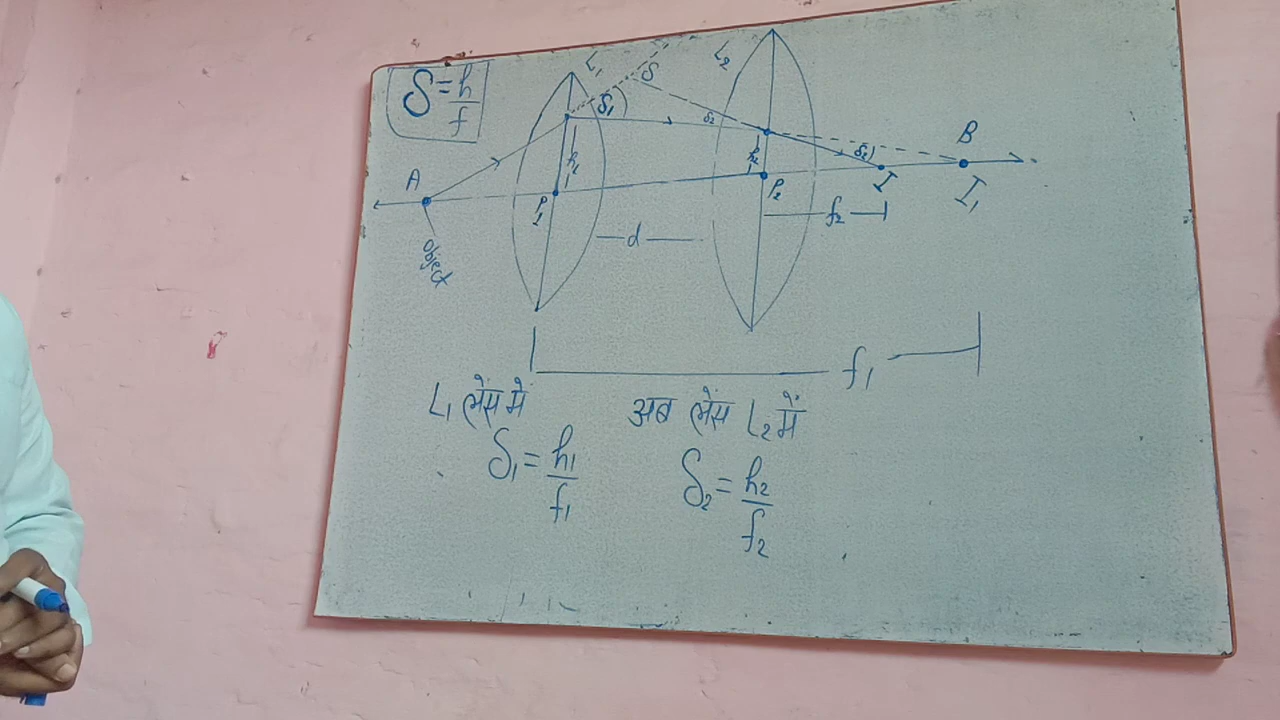 δ = h/f
L₁
δ
δ₁
L₂
δ₂
h₁
h₂
δ₂
A
B
P₁
P₂
I
I₁
object
d
f₂
f₁
L₁ लेंस में
δ₁ = h₁/f₁
अब लेंस L₂ में
δ₂ = h₂/f₂